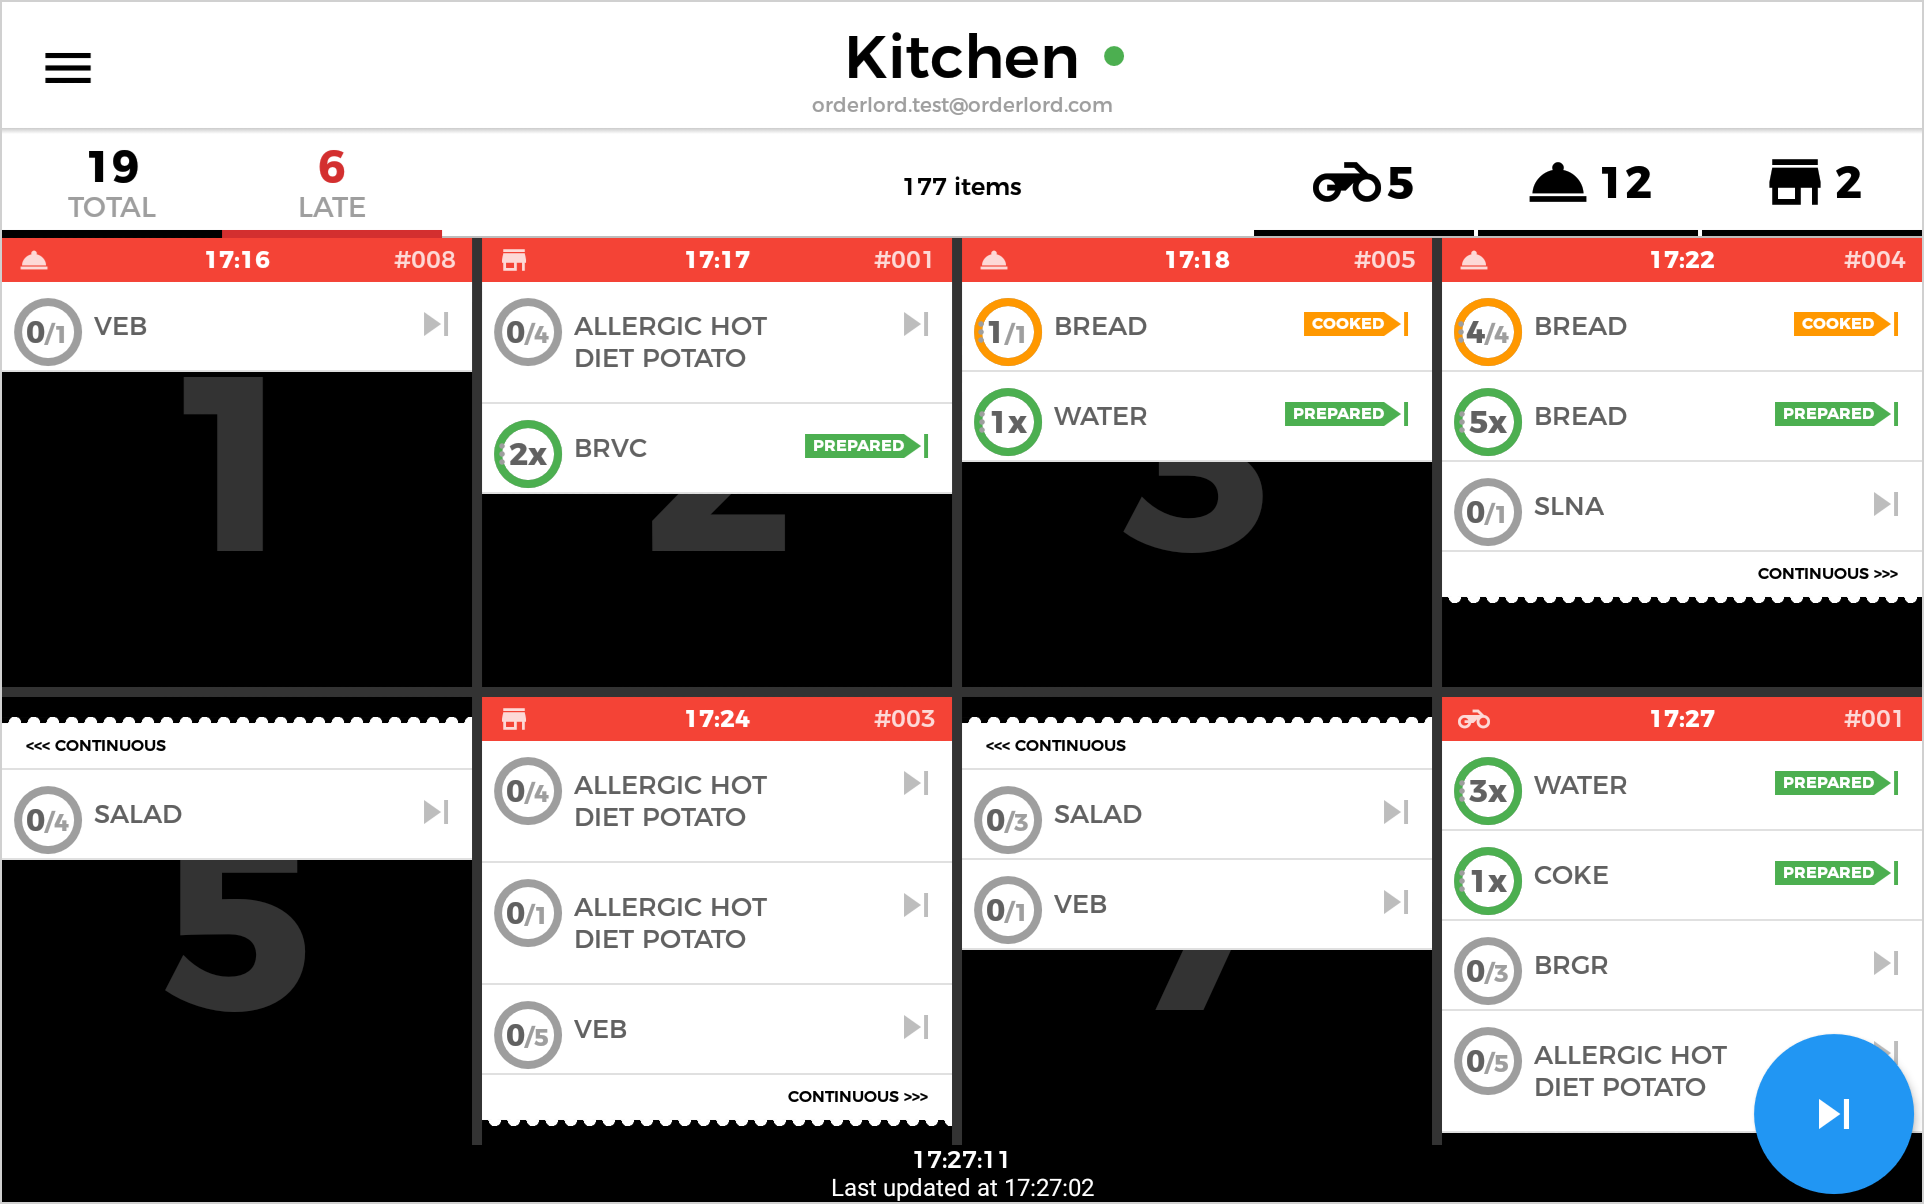 Kitchen
orderlord.test@orderlord.com
19
TOTAL
6
LATE
177 items
5
12
2
17:16 #008
0/1 VEB
1
17:17 #001
0/4 ALLERGIC HOT
DIET POTATO
2x BRVC PREPARED
2
17:18 #005
1/1 BREAD COOKED
1x WATER PREPARED
3
17:22 #004
4/4 BREAD COOKED
5x BREAD PREPARED
0/1 SLNA
CONTINUOUS >>>
<<< CONTINUOUS
0/4 SALAD
5
17:24 #003
0/4 ALLERGIC HOT
DIET POTATO
0/1 ALLERGIC HOT
DIET POTATO
0/5 VEB
CONTINUOUS >>>
<<< CONTINUOUS
0/3 SALAD
0/1 VEB
7
17:27 #001
3x WATER PREPARED
1x COKE PREPARED
0/3 BRGR
0/5 ALLERGIC HOT
DIET POTATO
17:27:11
Last updated at 17:27:02